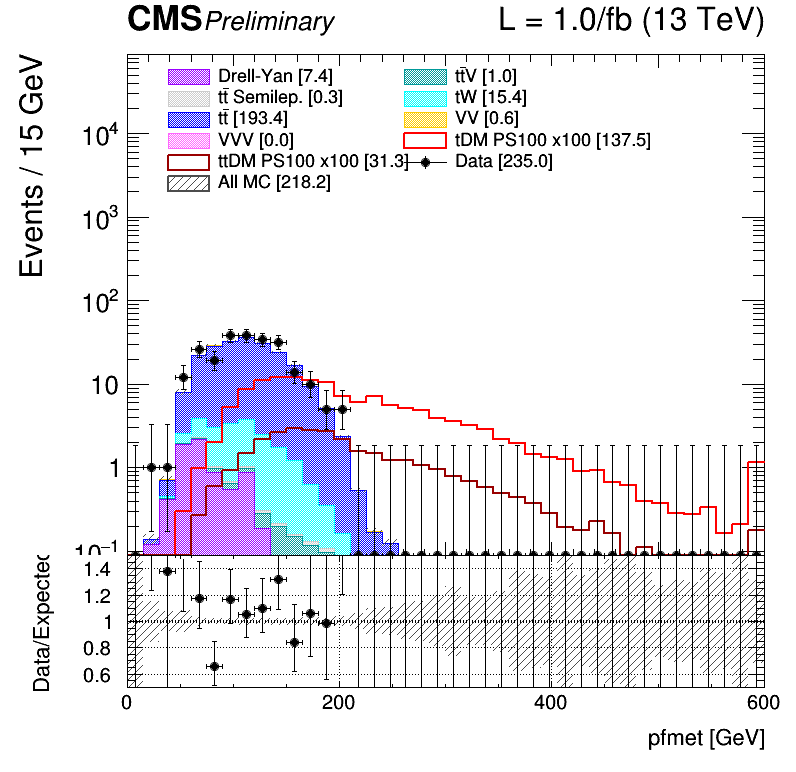 CMS Preliminary L = 1.0/fb (13 TeV)
Events / 15 GeV
Drell-Yan [7.4] tt̄V [1.0]
tt̄ Semilep. [0.3] tW [15.4]
tt̄ [193.4] VV [0.6]
VVV [0.0] tDM PS100 x100 [137.5]
ttDM PS100 x100 [31.3] Data [235.0]
All MC [218.2]
10⁴
10³
10²
10
1
10⁻¹
Data/Expected
1.4
1.2
1
0.8
0.6
0 200 400 600
pfmet [GeV]